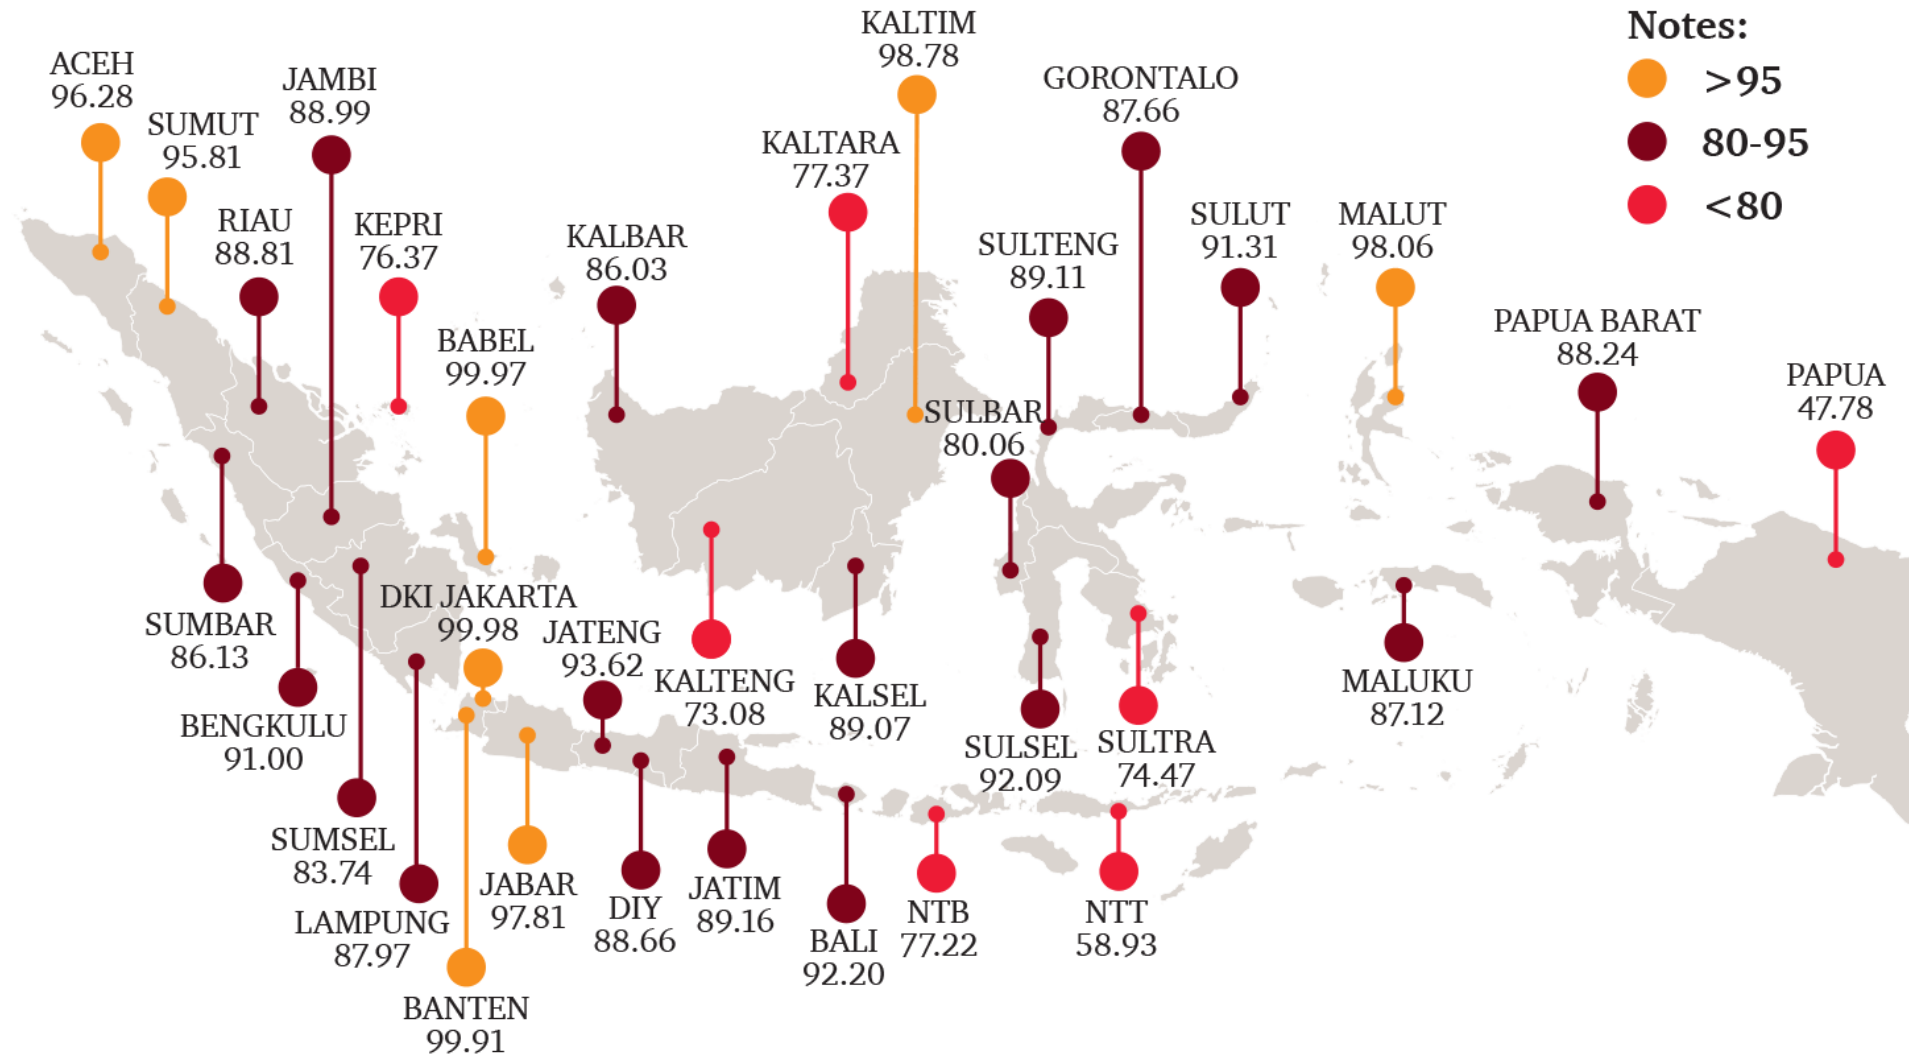 KALTIM
98.78
Notes:
>95
80-95
<80
ACEH
96.28
JAMBI
88.99
GORONTALO
87.66
SUMUT
95.81
KALTARA
77.37
RIAU
88.81
KEPRI
76.37
KALBAR
86.03
SULTENG
89.11
SULUT
91.31
MALUT
98.06
BABEL
99.97
PAPUA BARAT
88.24
PAPUA
47.78
SULBAR
80.06
DKI JAKARTA
99.98
JATENG
93.62
SUMBAR
86.13
KALTENG
73.08
KALSEL
89.07
MALUKU
87.12
BENGKULU
91.00
SULSEL
92.09
SULTRA
74.47
SUMSEL
83.74
JABAR
97.81
JATIM
89.16
LAMPUNG
87.97
DIY
88.66
BALI
92.20
NTB
77.22
NTT
58.93
BANTEN
99.91